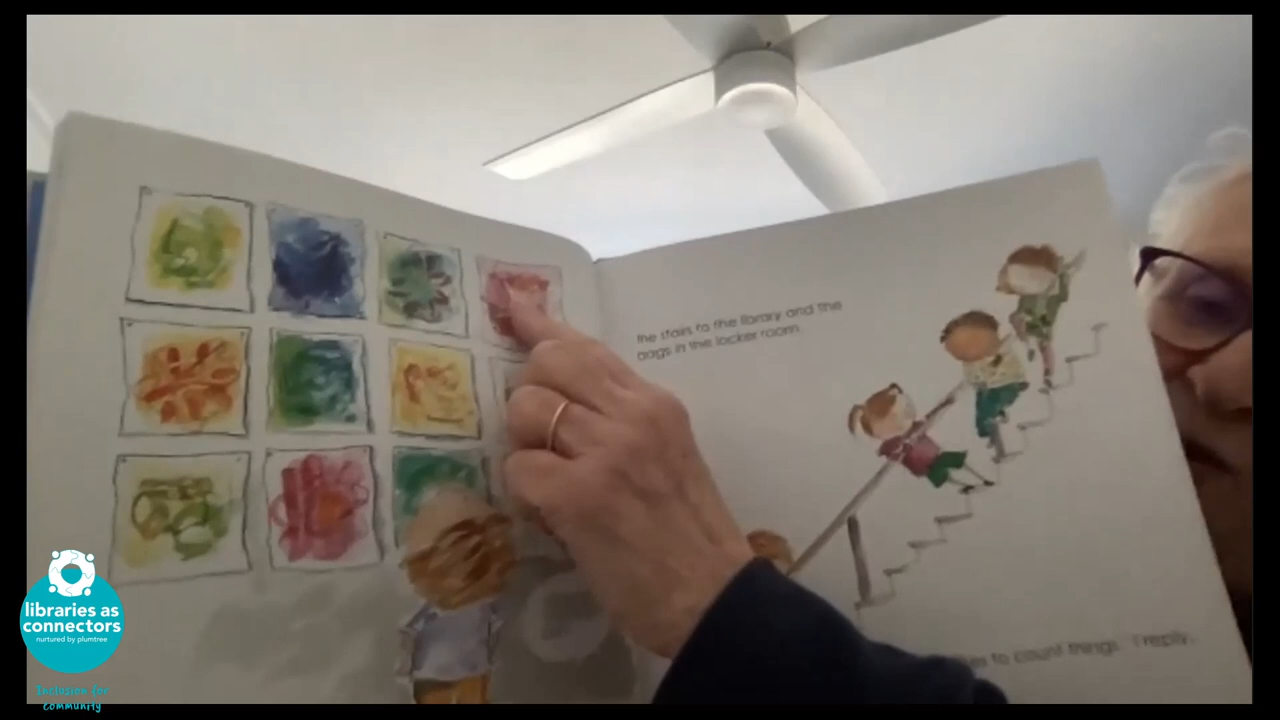 the stairs to the library and the
bags in the locker room.
to count things. I reply.
libraries as
connectors
nurtured by plumtree
Inclusion for
community